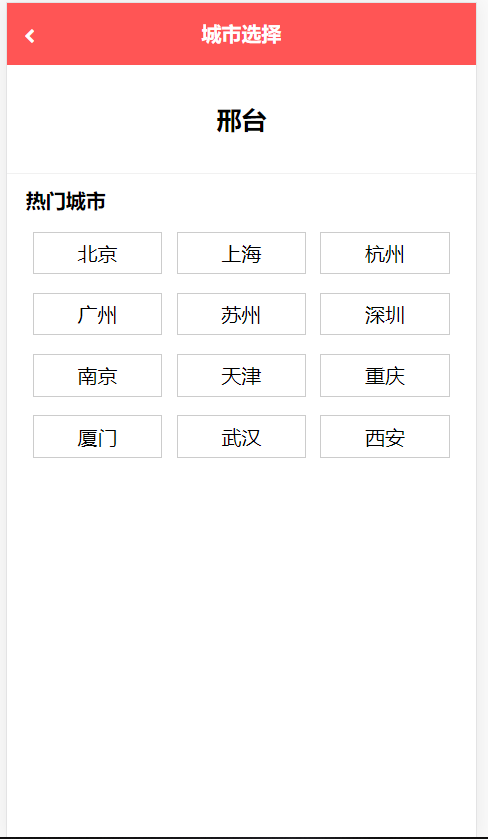 城市选择
邢台
热门城市
北京 上海 杭州
广州 苏州 深圳
南京 天津 重庆
厦门 武汉 西安